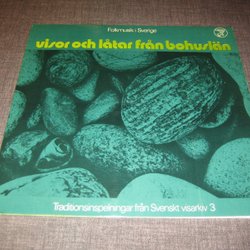 Folkmusik i Sverige
visor och låtar från bohuslän
Traditionsinspelningar från Svenskt visarkiv 3